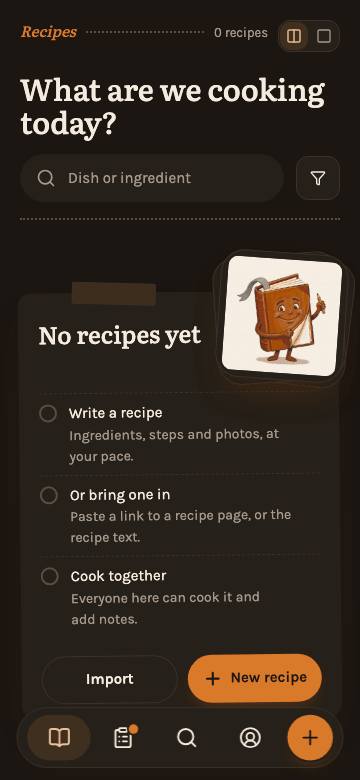 Recipes
0 recipes
What are we cooking
today?
Dish or ingredient
No recipes yet
Write a recipe
Ingredients, steps and photos, at
your pace.
Or bring one in
Paste a link to a recipe page, or the
recipe text.
Cook together
Everyone here can cook it and
add notes.
Import
New recipe